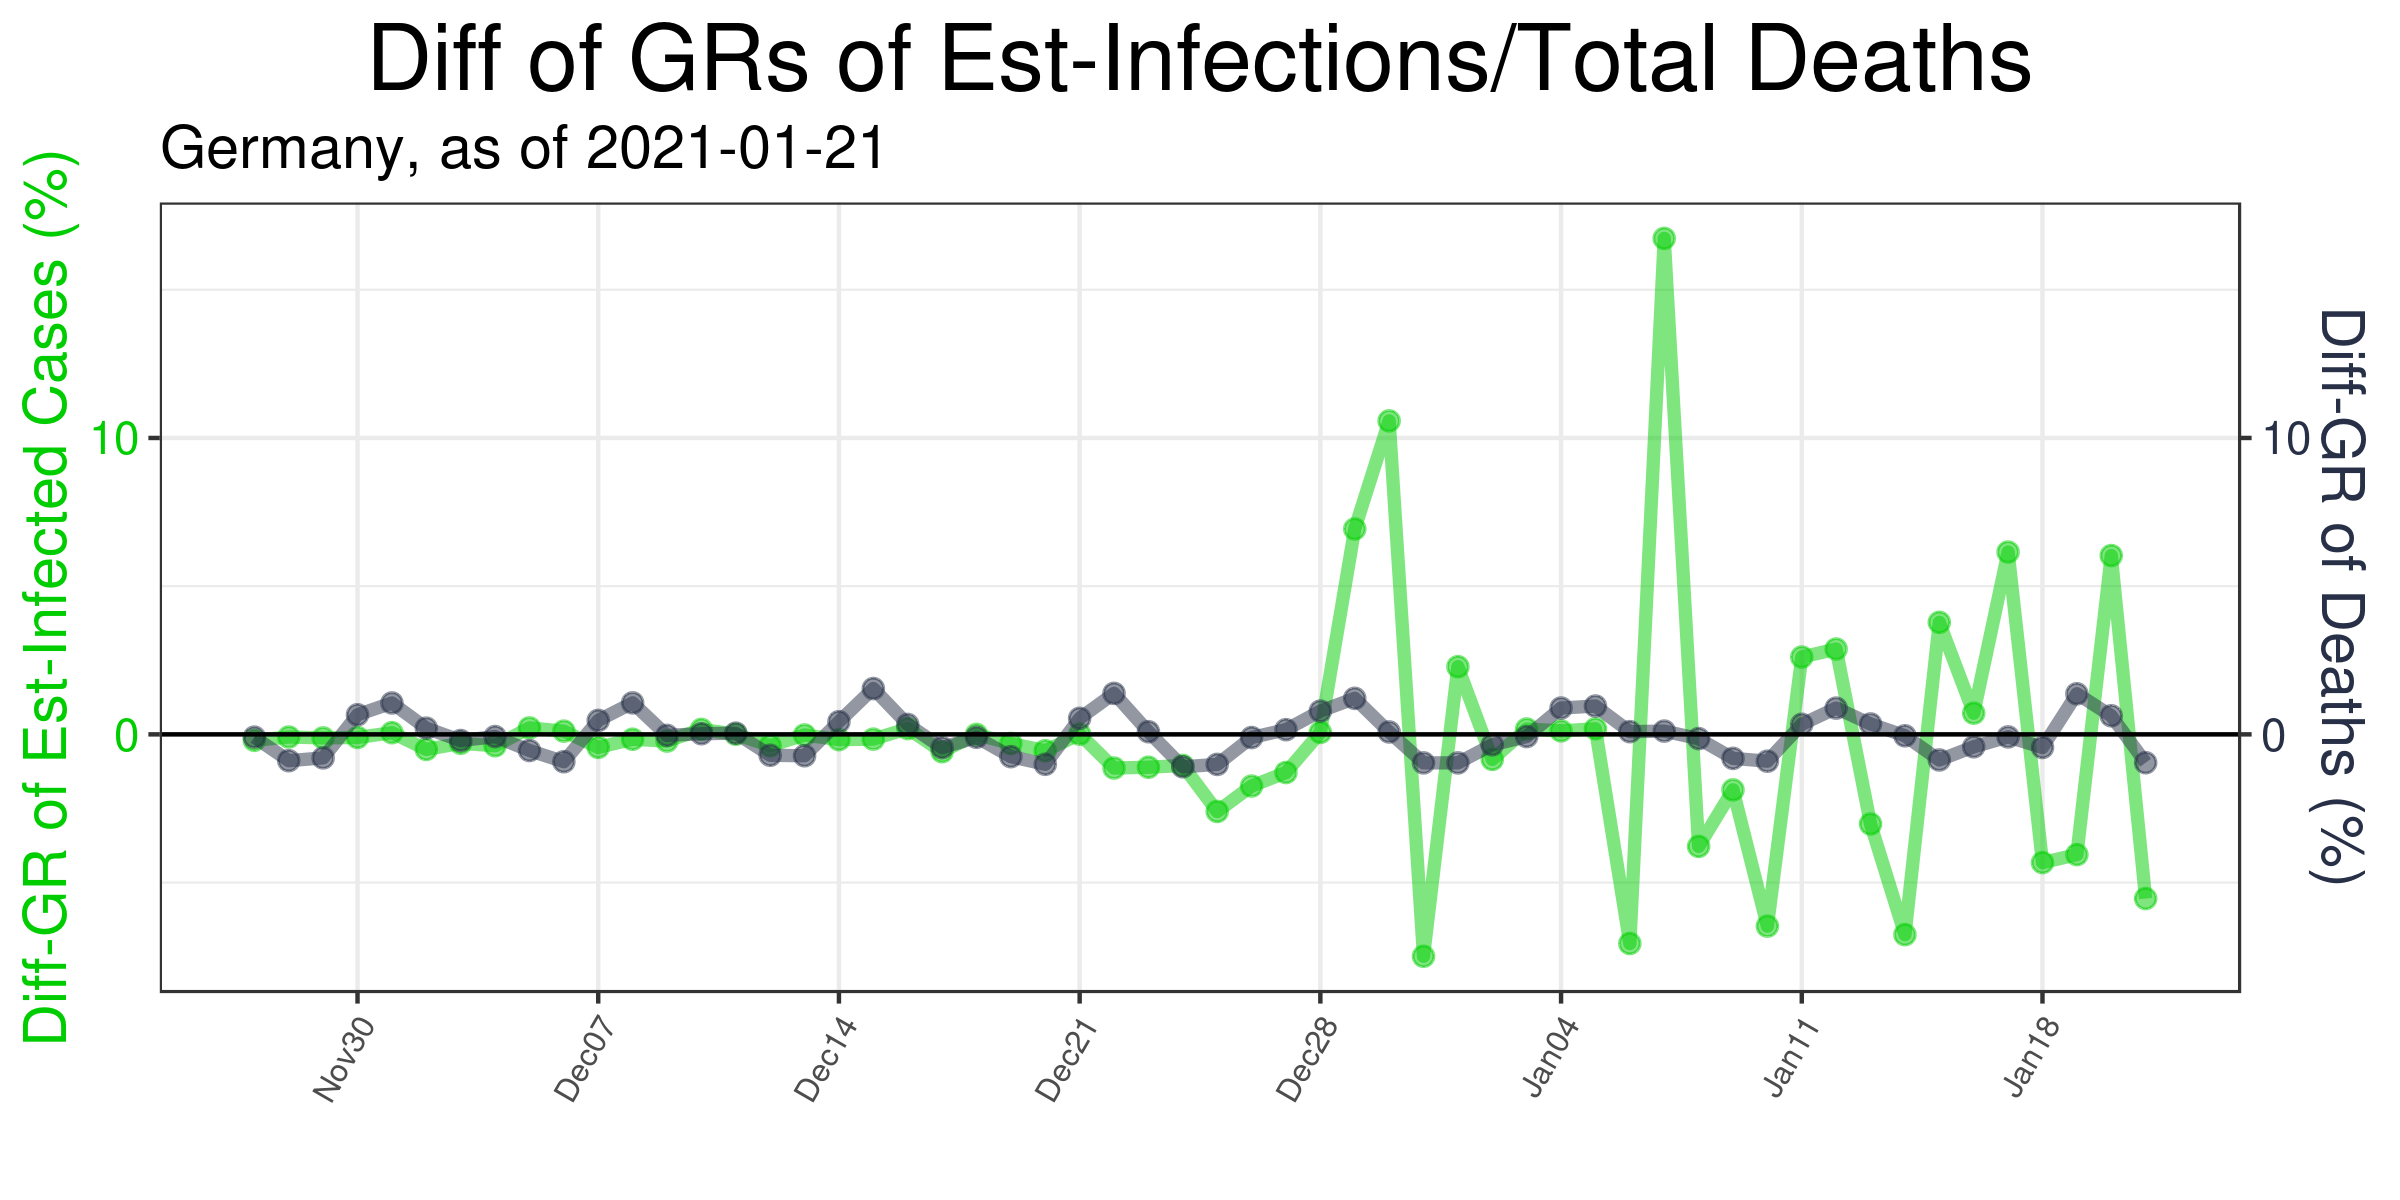 Diff of GRs of Est-Infections/Total Deaths
Germany, as of 2021-01-21
Diff-GR of Est-Infected Cases (%)
10
0
10
0
Diff-GR of Deaths (%)
Nov30
Dec07
Dec14
Dec21
Dec28
Jan04
Jan11
Jan18